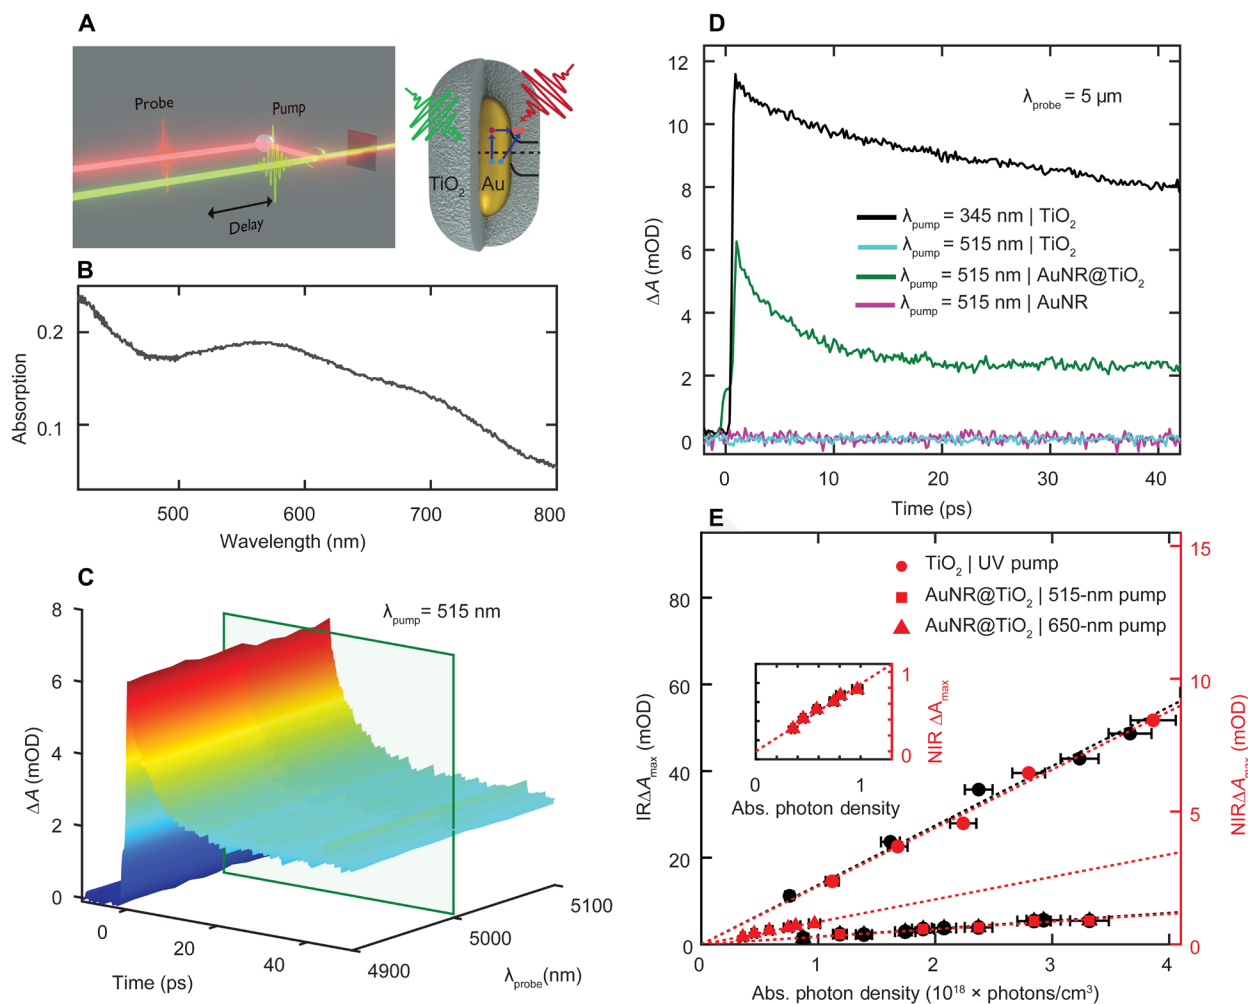 A
Probe
Pump
Delay
TiO₂
Au
B
0.2
0.1
Absorption
500
600
700
800
Wavelength (nm)
C
λpump = 515 nm
8
6
4
2
0
ΔA (mOD)
0
20
40
Time (ps)
4900
5000
5100
λprobe(nm)
D
λprobe = 5 µm
12
10
8
6
4
2
0
ΔA (mOD)
λpump = 345 nm | TiO₂
λpump = 515 nm | TiO₂
λpump = 515 nm | AuNR@TiO₂
λpump = 515 nm | AuNR
0
10
20
30
40
Time (ps)
E
TiO₂ | UV pump
AuNR@TiO₂ | 515-nm pump
AuNR@TiO₂ | 650-nm pump
80
60
40
20
0
IRΔAmax (mOD)
15
10
5
0
NIRΔAmax (mOD)
1
0
NIR ΔAmax
0
1
Abs. photon density
0
1
2
3
4
Abs. photon density (10¹⁸ × photons/cm³)